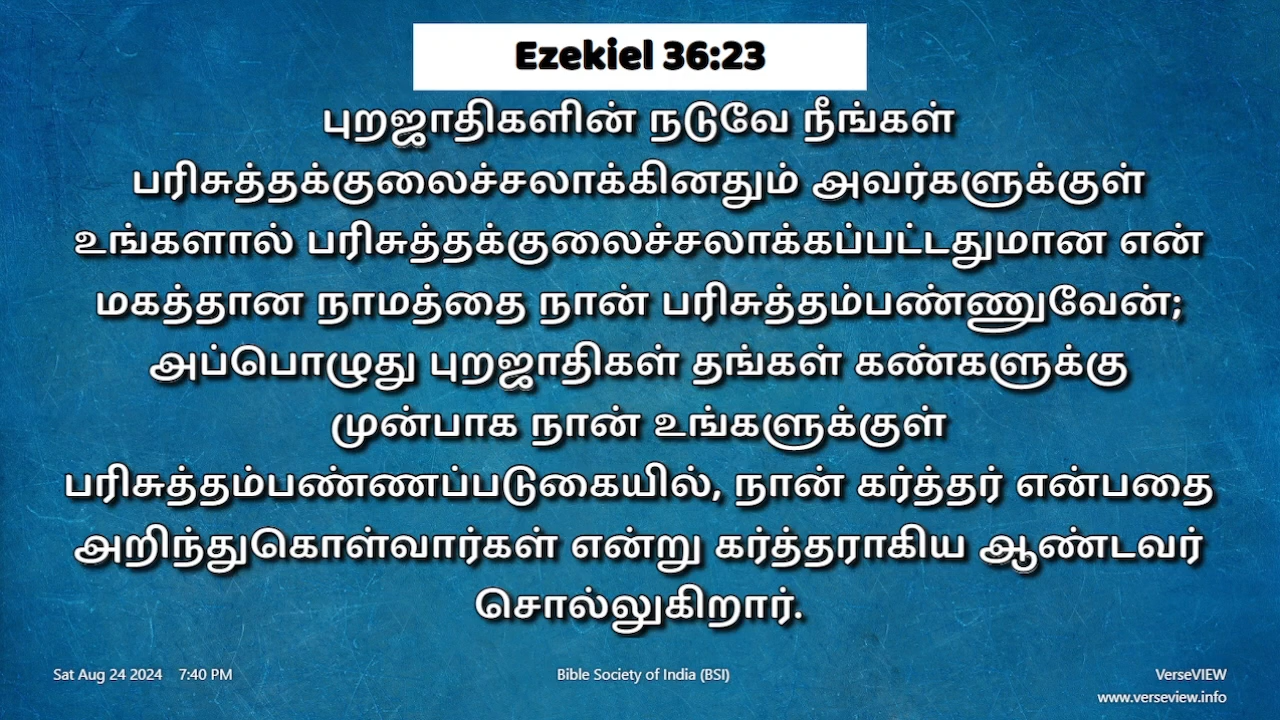 Ezekiel 36:23
புறஜாதிகளின் நடுவே நீங்கள்
பரிசுத்தக்குலைச்சலாக்கினதும் அவர்களுக்குள்
உங்களால் பரிசுத்தக்குலைச்சலாக்கப்பட்டதுமான என்
மகத்தான நாமத்தை நான் பரிசுத்தம்பண்ணுவேன்;
அப்பொழுது புறஜாதிகள் தங்கள் கண்களுக்கு
முன்பாக நான் உங்களுக்குள்
பரிசுத்தம்பண்ணப்படுகையில், நான் கர்த்தர் என்பதை
அறிந்துகொள்வார்கள் என்று கர்த்தராகிய ஆண்டவர்
சொல்லுகிறார்.
Sat Aug 24 2024 7:40 PM
Bible Society of India (BSI)
VerseVIEW
www.verseview.info